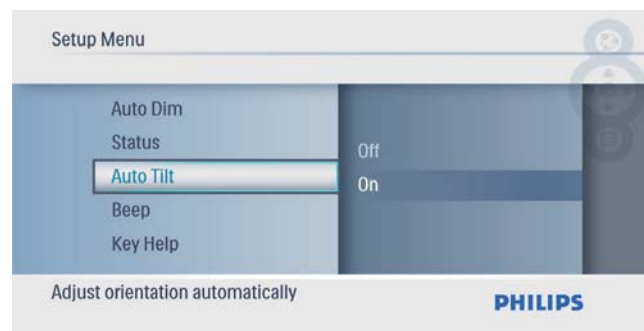 Setup Menu
Auto Dim
Status
Auto Tilt
Beep
Key Help
Off
On
Adjust orientation automatically
PHILIPS